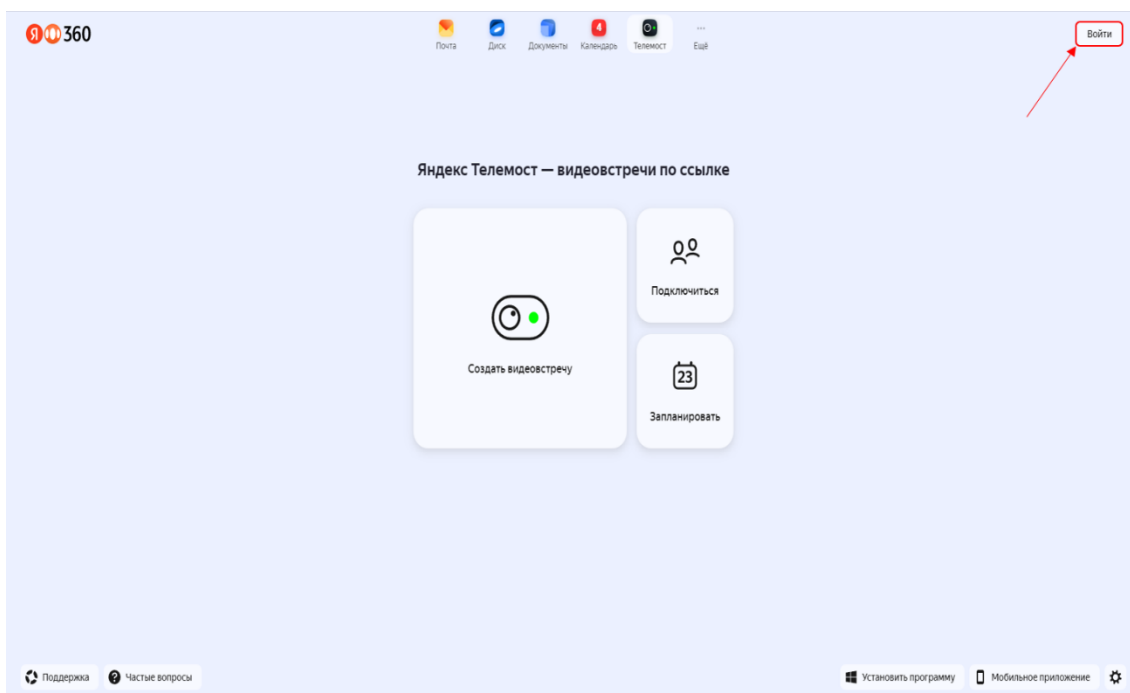 Я 360
4
Почта Диск Документы Календарь Телемост Ещё
Войти
Яндекс Телемост — видеовстречи по ссылке
Создать видеовстречу
Подключиться
23
Запланировать
Поддержка ? Частые вопросы Установить программу Мобильное приложение